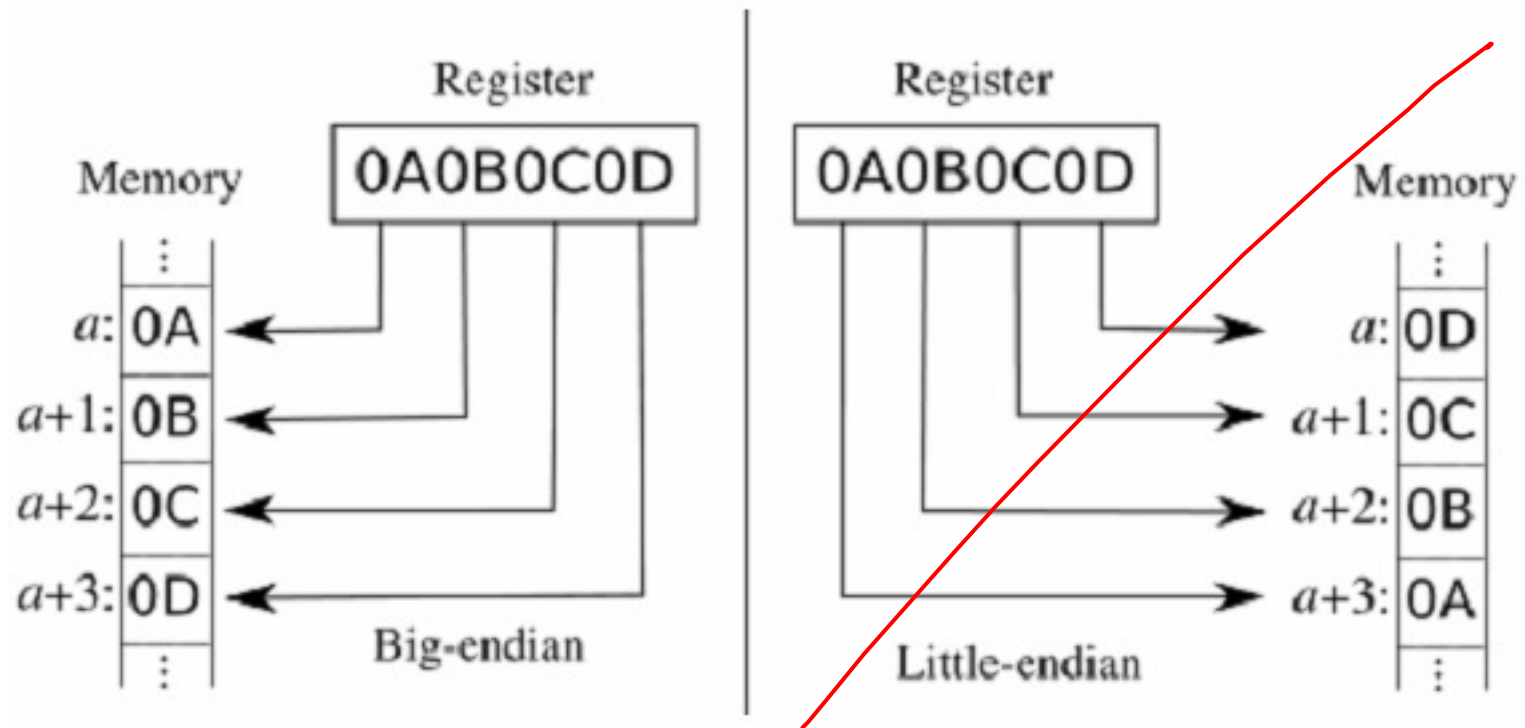 Register
0A0B0C0D
Memory
⋮
a: 0A
a+1: 0B
a+2: 0C
a+3: 0D
⋮
Big-endian
Register
0A0B0C0D
Memory
⋮
a: 0D
a+1: 0C
a+2: 0B
a+3: 0A
⋮
Little-endian